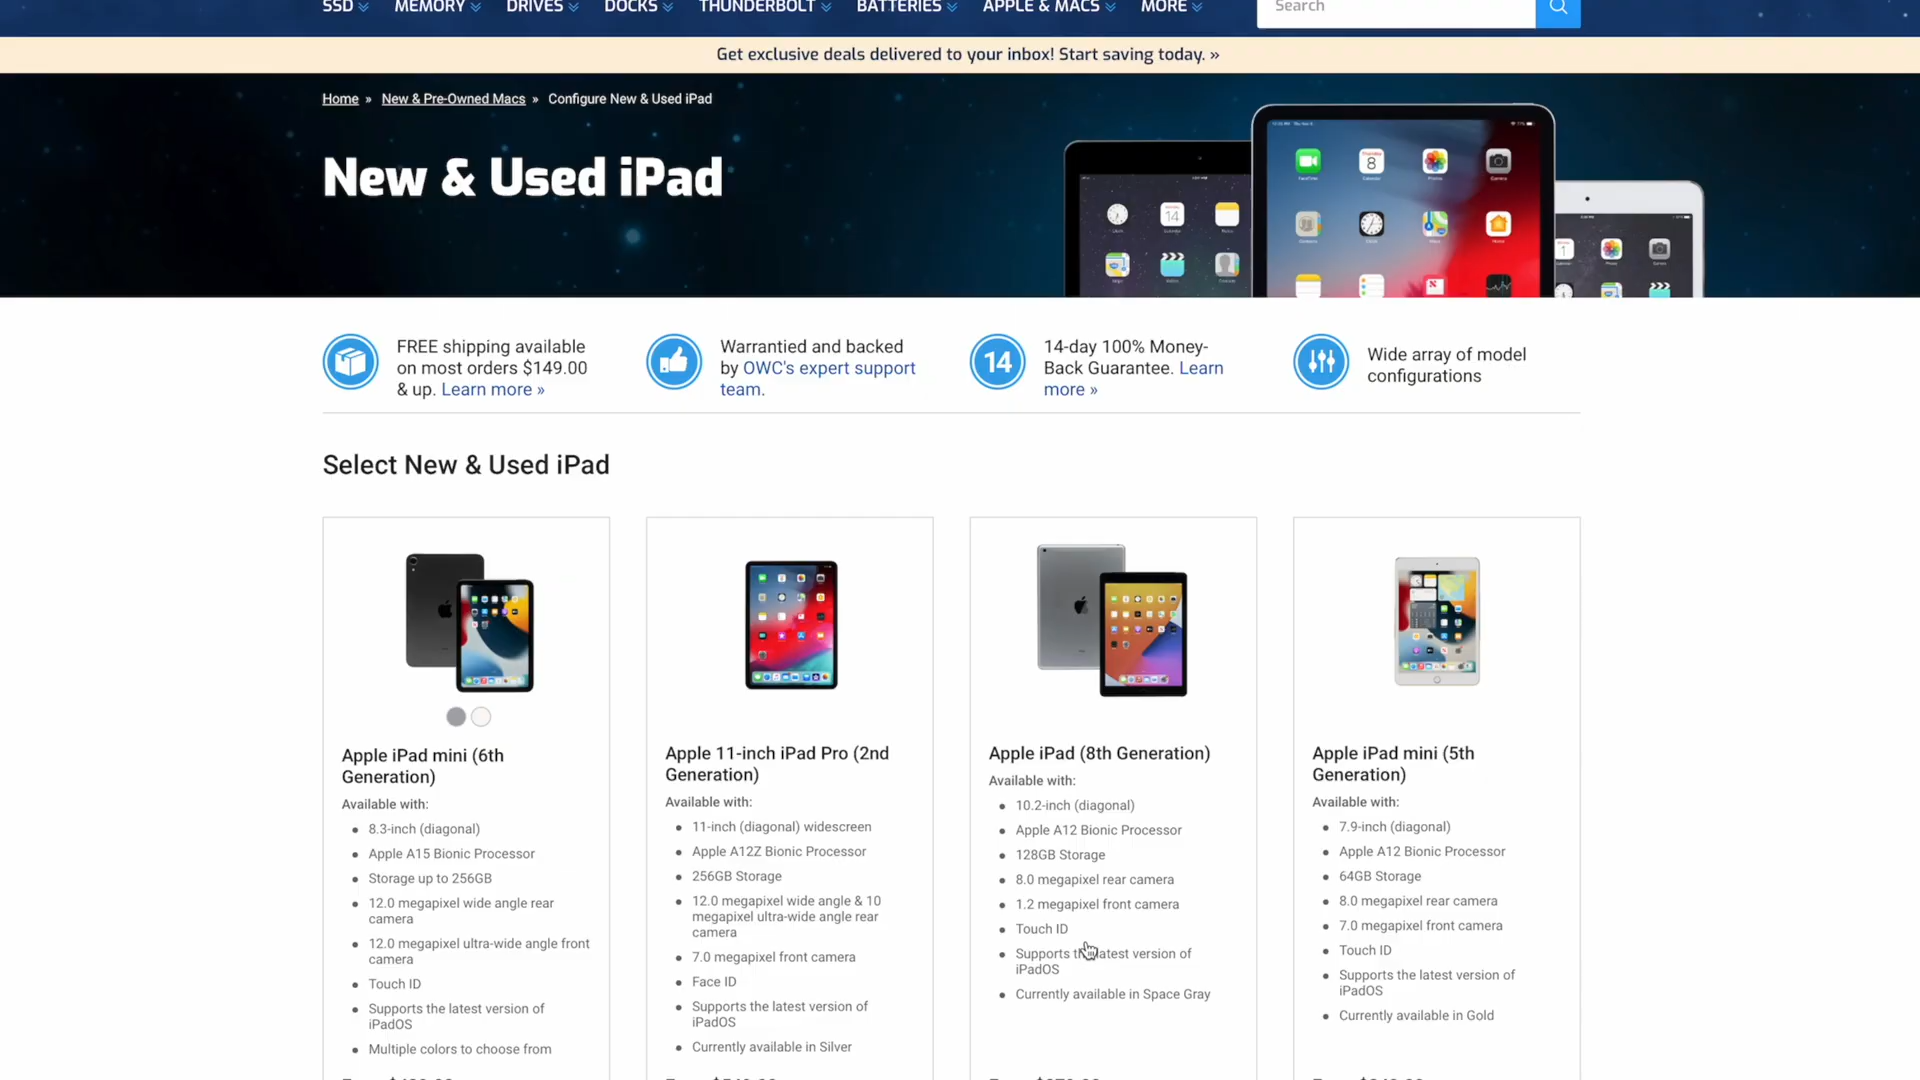 SSD MEMORY DRIVES DOCKS THUNDERBOLT BATTERIES APPLE & MACS MORE Search
Get exclusive deals delivered to your inbox! Start saving today. »
Home » New & Pre-Owned Macs » Configure New & Used iPad
New & Used iPad
FREE shipping available
on most orders $149.00
& up. Learn more »
Warrantied and backed
by OWC's expert support
team.
14
14-day 100% Money-
Back Guarantee. Learn
more »
Wide array of model
configurations
Select New & Used iPad
Apple iPad mini (6th
Generation)
Available with:
8.3-inch (diagonal)
Apple A15 Bionic Processor
Storage up to 256GB
12.0 megapixel wide angle rear
camera
12.0 megapixel ultra-wide angle front
camera
Touch ID
Supports the latest version of
iPadOS
Multiple colors to choose from
Apple 11-inch iPad Pro (2nd
Generation)
Available with:
11-inch (diagonal) widescreen
Apple A12Z Bionic Processor
256GB Storage
12.0 megapixel wide angle & 10
megapixel ultra-wide angle rear
camera
7.0 megapixel front camera
Face ID
Supports the latest version of
iPadOS
Currently available in Silver
Apple iPad (8th Generation)
Available with:
10.2-inch (diagonal)
Apple A12 Bionic Processor
128GB Storage
8.0 megapixel rear camera
1.2 megapixel front camera
Touch ID
Supports the latest version of
iPadOS
Currently available in Space Gray
Apple iPad mini (5th
Generation)
Available with:
7.9-inch (diagonal)
Apple A12 Bionic Processor
64GB Storage
8.0 megapixel rear camera
7.0 megapixel front camera
Touch ID
Supports the latest version of
iPadOS
Currently available in Gold